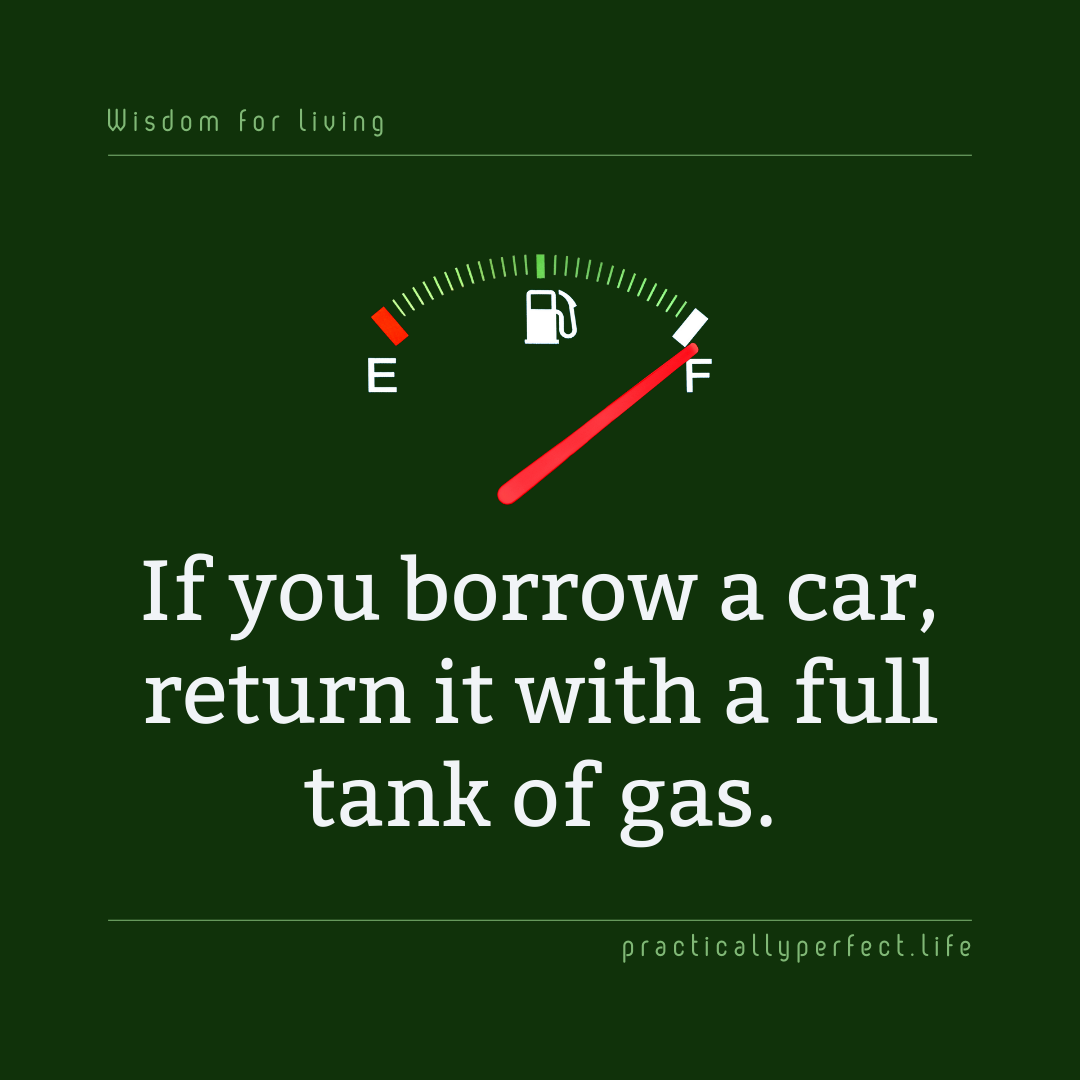 Wisdom for living
E
F
If you borrow a car,
return it with a full
tank of gas.
practicallyperfect.life